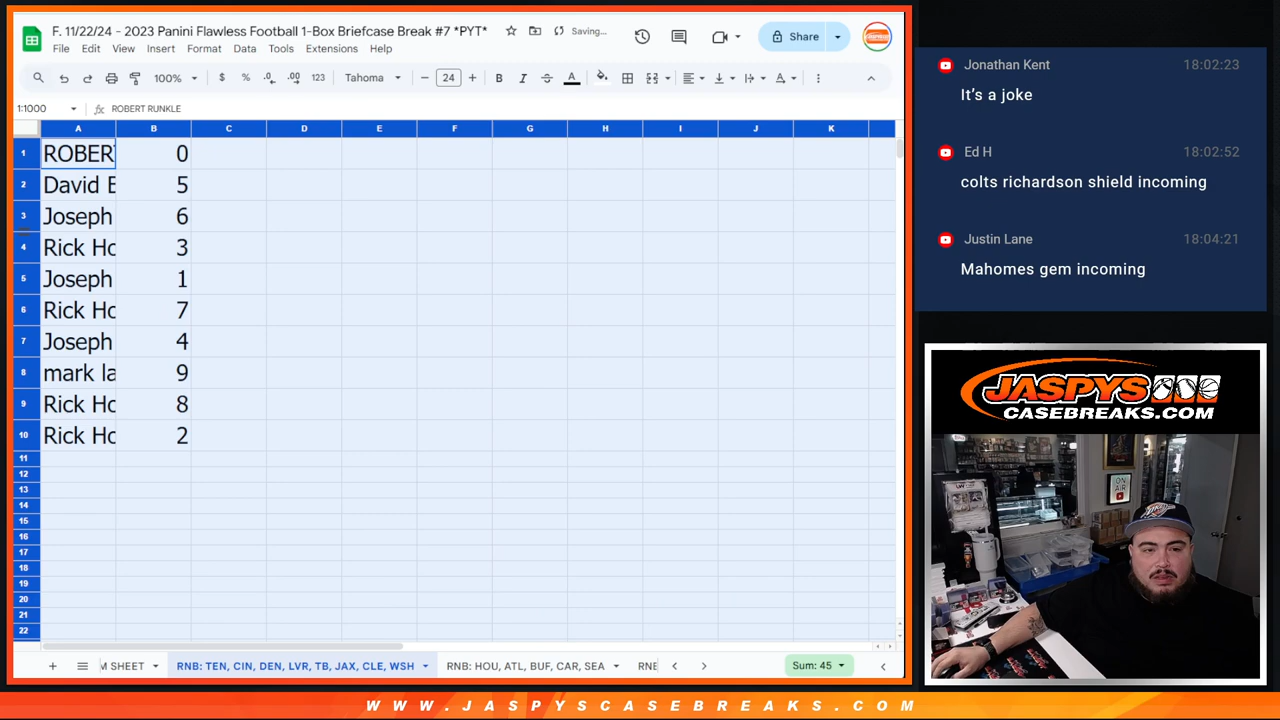 F. 11/22/24 - 2023 Panini Flawless Football 1-Box Briefcase Break #7 *PYT*
Saving...
File Edit View Insert Format Data Tools Extensions Help
Share
100% $ % .0 .00 123 Tahoma 24 B I A
1:1000 fx ROBERT RUNKLE
A B C D E F G H I J K
1 ROBER 0
2 David B 5
3 Joseph 6
4 Rick Ho 3
5 Joseph 1
6 Rick Ho 7
7 Joseph 4
8 mark la 9
9 Rick Ho 8
10 Rick Ho 2
11
12
13
14
15
16
17
18
19
20
21
22
M SHEET RNB: TEN, CIN, DEN, LVR, TB, JAX, CLE, WSH RNB: HOU, ATL, BUF, CAR, SEA RNE Sum: 45
Jonathan Kent 18:02:23
It's a joke
Ed H 18:02:52
colts richardson shield incoming
Justin Lane 18:04:21
Mahomes gem incoming
JASPYS
CASEBREAKS.COM
ON AIR
WWW.JASPYSCASEBREAKS.COM